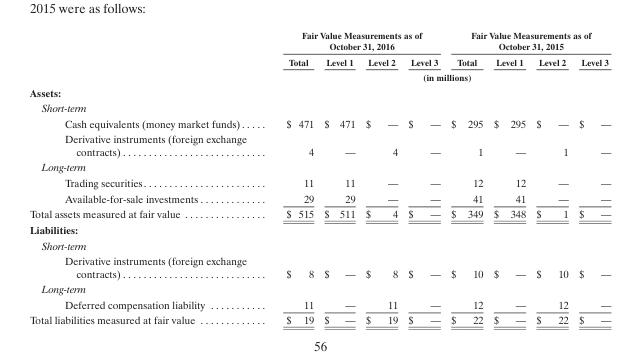 2015 were as follows:
Fair Value Measurements as of Fair Value Measurements as of
October 31, 2016 October 31, 2015
Total Level 1 Level 2 Level 3 Total Level 1 Level 2 Level 3
(in millions)
Assets:
Short-term
Cash equivalents (money market funds) ..... $ 471 $ 471 $ — $ — $ 295 $ 295 $ — $ —
Derivative instruments (foreign exchange
contracts) ............................ 4 — 4 — 1 — 1 —
Long-term
Trading securities ........................ 11 11 — — 12 12 — —
Available-for-sale investments ............. 29 29 — — 41 41 — —
Total assets measured at fair value ................ $ 515 $ 511 $ 4 $ — $ 349 $ 348 $ 1 $ —
Liabilities:
Short-term
Derivative instruments (foreign exchange
contracts) ............................ $ 8 $ — $ 8 $ — $ 10 $ — $ 10 $ —
Long-term
Deferred compensation liability ........... 11 — 11 — 12 — 12 —
Total liabilities measured at fair value ............. $ 19 $ — $ 19 $ — $ 22 $ — $ 22 $ —
56